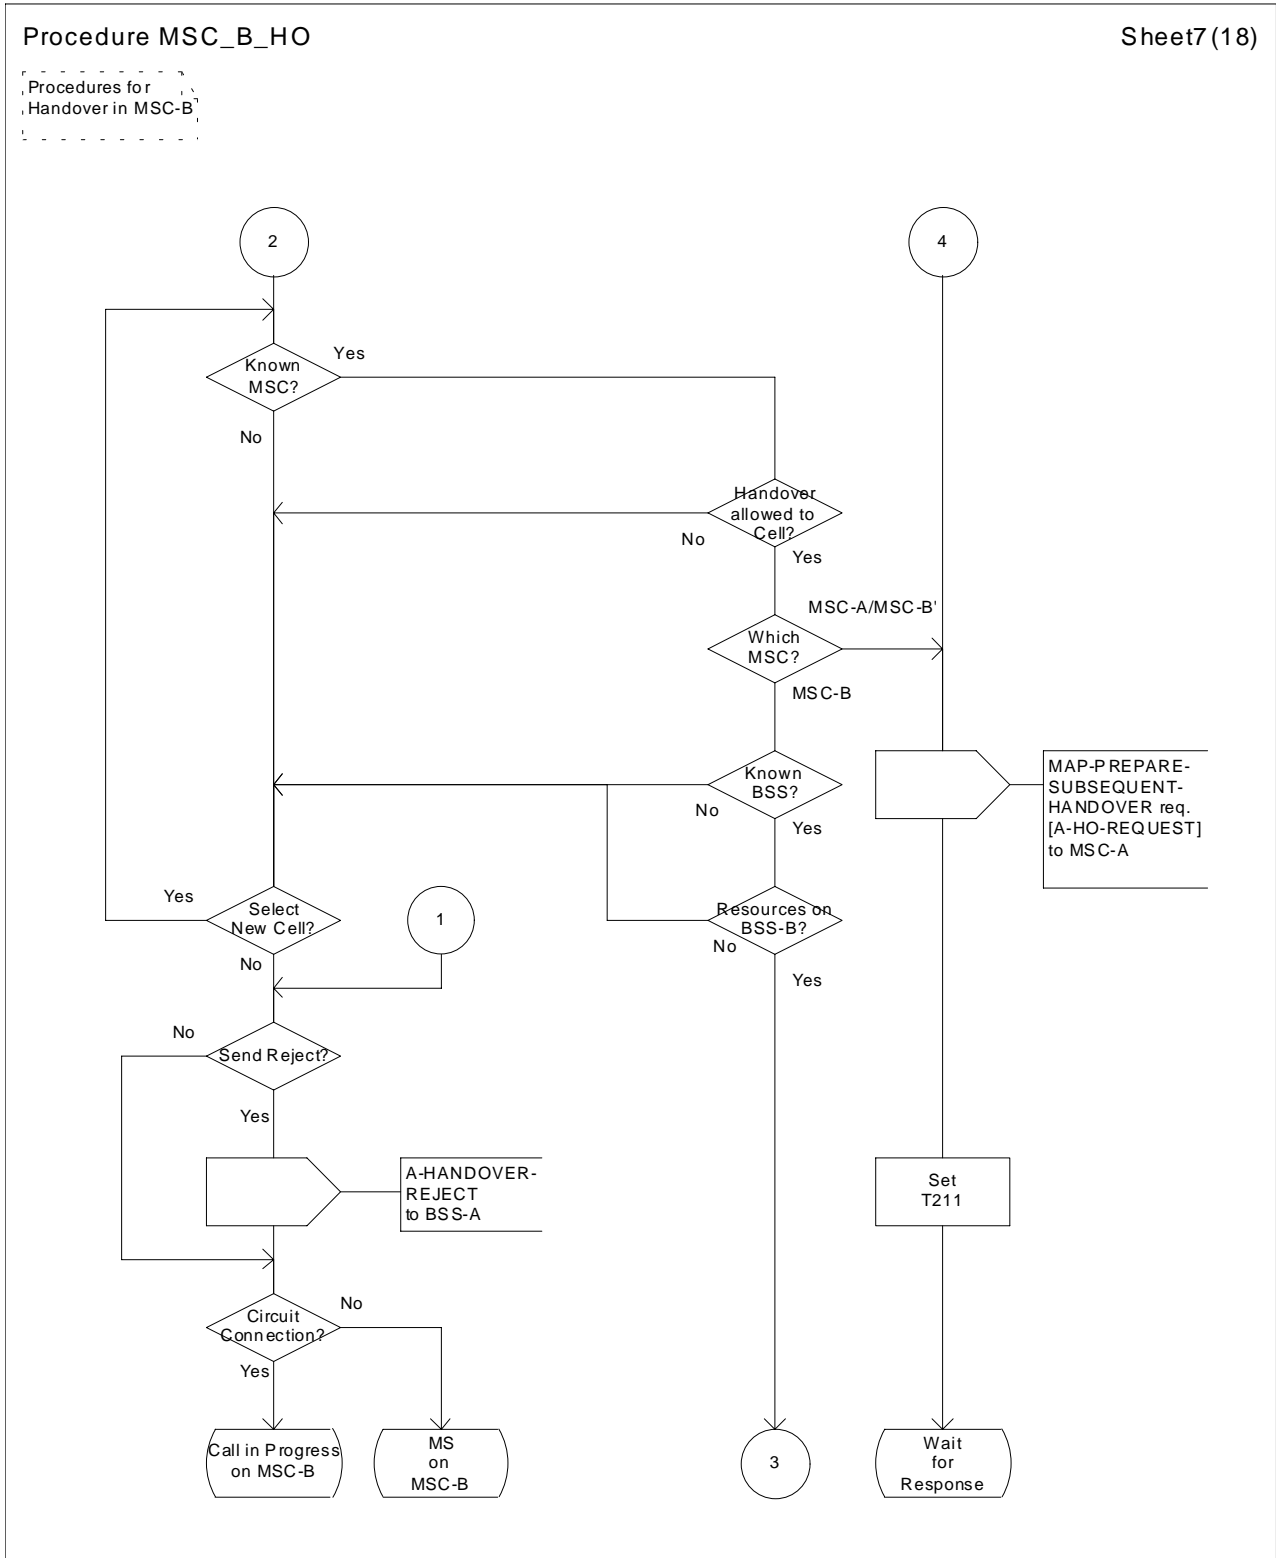 Procedure MSC_B_HO
Sheet7(18)
Procedures for
Handover in MSC-B
2
4
Known
MSC?
Yes
No
Handover
allowed to
Cell?
No
Yes
MSC-A/MSC-B'
Which
MSC?
MSC-B
Known
BSS?
No
Yes
MAP-PREPARE-
SUBSEQUENT-
HANDOVER req.
[A-HO-REQUEST]
to MSC-A
Yes
Select
New Cell?
No
1
Resources on
BSS-B?
No
Yes
No
Send Reject?
Yes
A-HANDOVER-
REJECT
to BSS-A
Set
T211
Circuit
Connection?
No
Yes
Call in Progress
on MSC-B
MS
on
MSC-B
3
Wait
for
Response